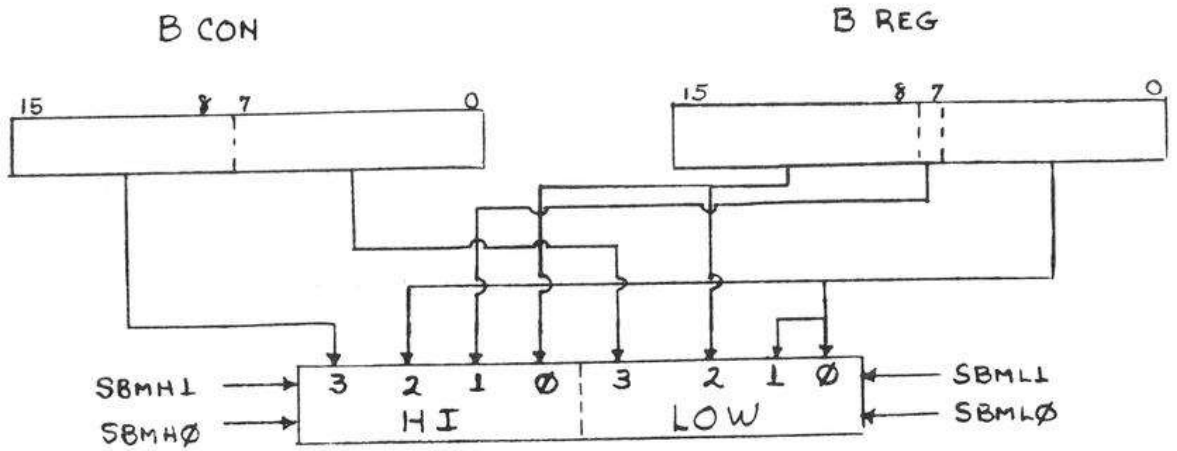 B CON
B REG
15 8 7 0
15 8 7 0
SBMH1
3 2 1 Ø 3 2 1 Ø
SBML1
SBMHØ
HI
LOW
SBMLØ